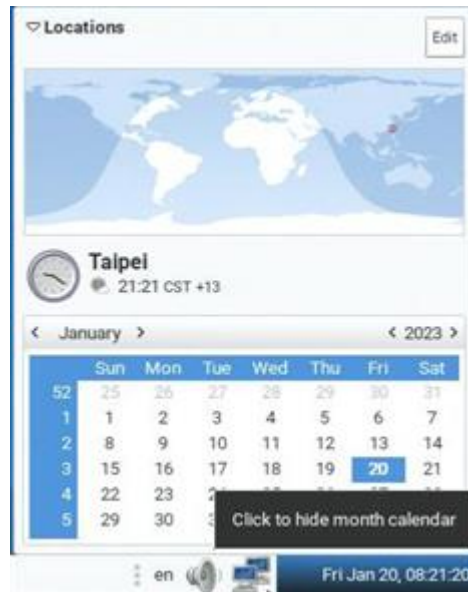 Locations
Edit
Taipei
21:21 CST +13
< January > < 2023 >
Sun Mon Tue Wed Thu Fri Sat
52 25 26 27 28 29 30 31
1 1 2 3 4 5 6 7
2 8 9 10 11 12 13 14
3 15 16 17 18 19 20 21
4 22 23
5 29 30
Click to hide month calendar
en
Fri Jan 20, 08:21:20